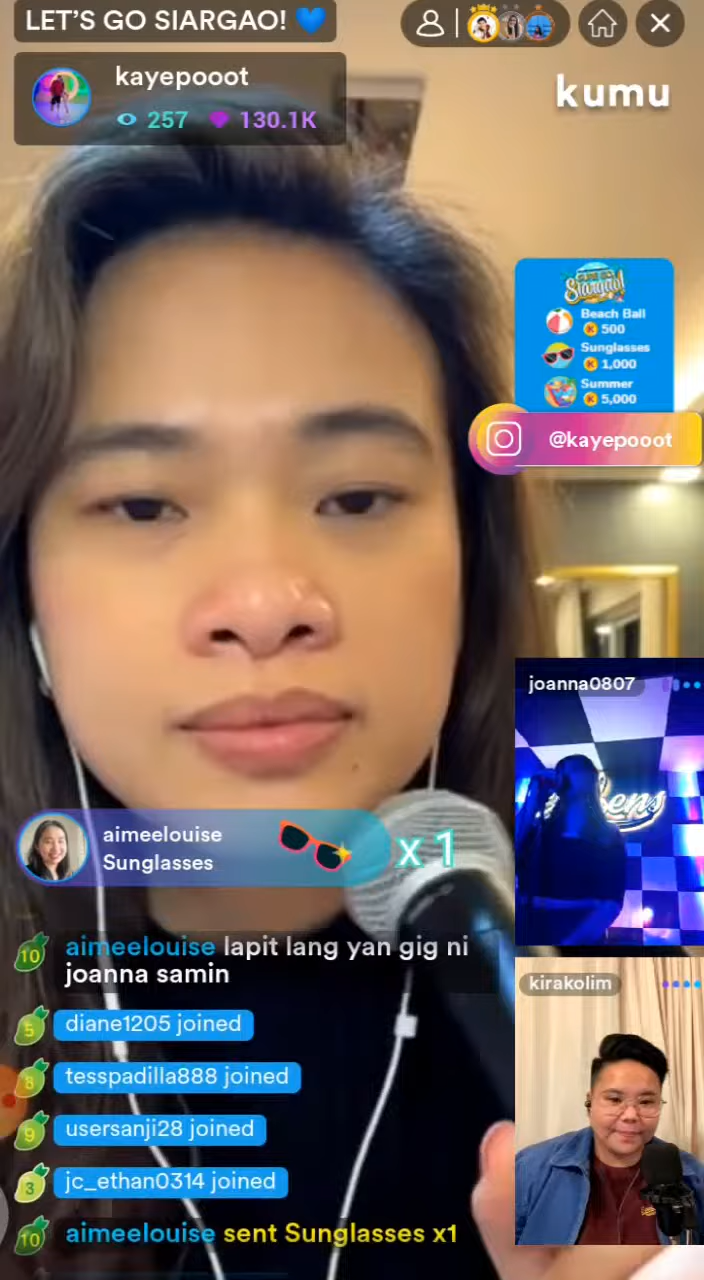 LET'S GO SIARGAO! 💙
kayepooot
257 130.1K
kumu
Siargao!
Beach Ball
500
Sunglasses
1,000
Summer
5,000
@kayepooot
joanna0807
aimeelouise
Sunglasses
x 1
10 aimeelouise lapit lang yan gig ni
joanna samin
5 diane1205 joined
8 tesspadilla888 joined
9 usersanji28 joined
3 jc_ethan0314 joined
10 aimeelouise sent Sunglasses x1
kirakolim